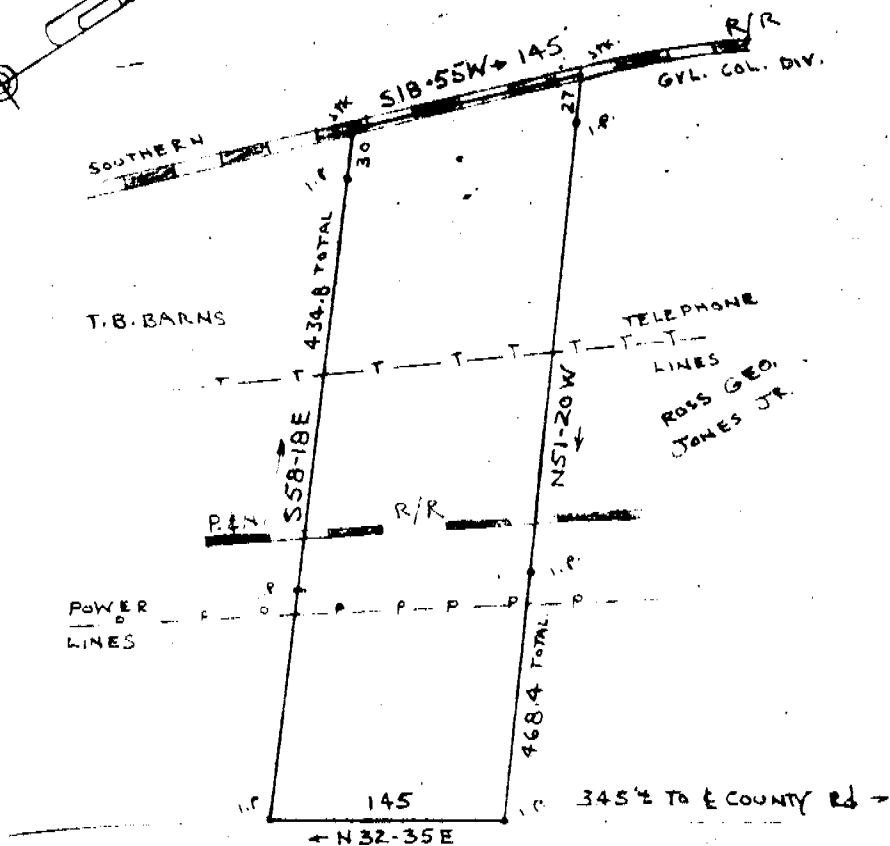 R/R
S18-55W → 145'
STK.
STK.
GVL. COL. DIV.
SOUTHERN
27
I.P.
30
I.P.
434.8 TOTAL
T.B. BARNS
TELEPHONE
T T T T T T T T
LINES
ROSS GEO.
JONES JR.
N51-20W
S58-18E
P.&N.
R/R
I.P.
P
POWER
LINES
P P P P P
468.4 TOTAL
I.P.
145
I.P.
345'± TO ℄ COUNTY Rd →
← N32-35E